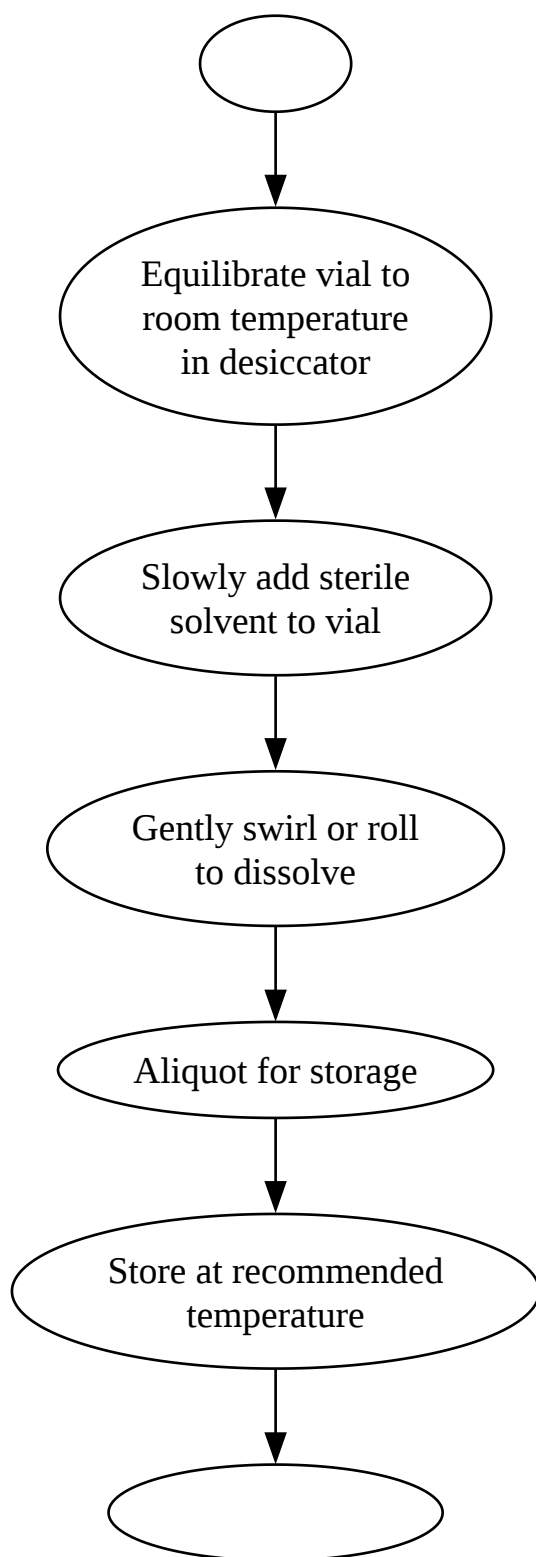 Equilibrate vial to
room temperature
in desiccator
Slowly add sterile
solvent to vial
Gently swirl or roll
to dissolve
Aliquot for storage
Store at recommended
temperature